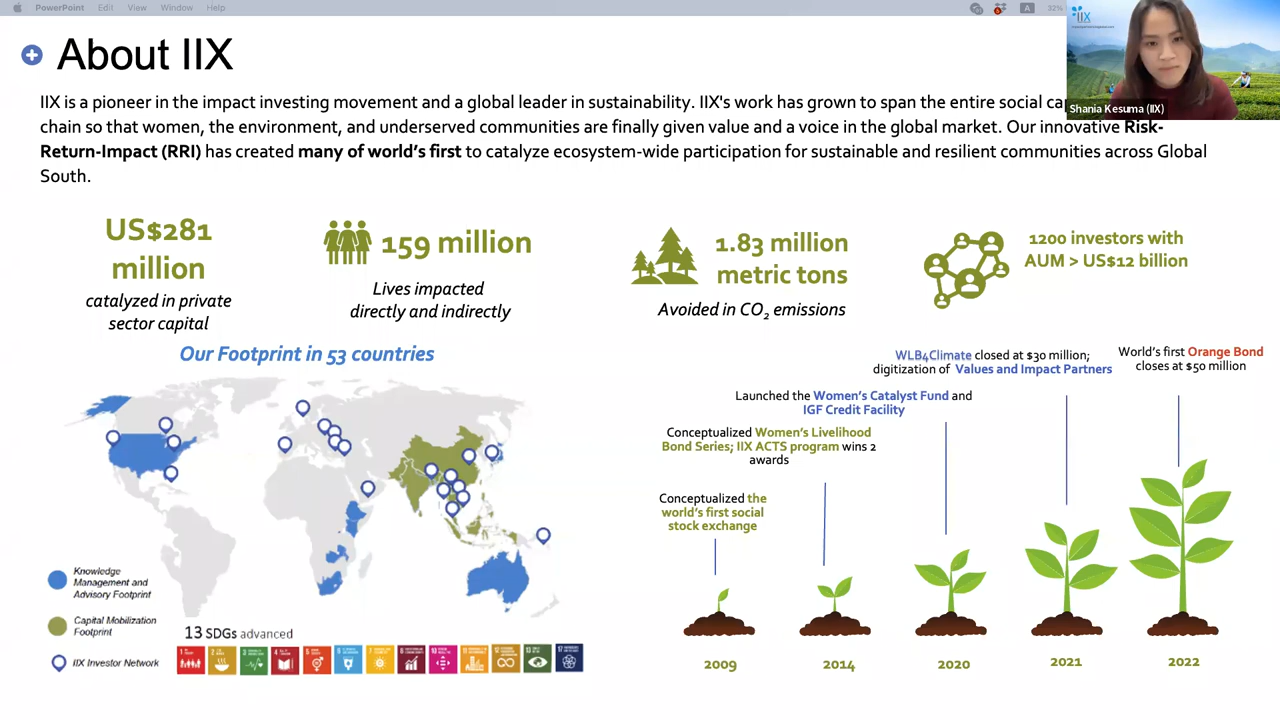 PowerPoint Edit View Window Help
A 32%
IIX
Shania Kesuma (IIX)
About IIX
IIX is a pioneer in the impact investing movement and a global leader in sustainability. IIX's work has grown to span the entire social ca
chain so that women, the environment, and underserved communities are finally given value and a voice in the global market. Our innovative Risk-
Return-Impact (RRI) has created many of world's first to catalyze ecosystem-wide participation for sustainable and resilient communities across Global
South.
US$281
million
catalyzed in private
sector capital
159 million
Lives impacted
directly and indirectly
1.83 million
metric tons
Avoided in CO₂ emissions
1200 investors with
AUM > US$12 billion
Our Footprint in 53 countries
Knowledge
Management and
Advisory Footprint
Capital Mobilization
Footprint
IIX Investor Network
13 SDGs advanced
Conceptualized the
world's first social
stock exchange
Conceptualized Women's Livelihood
Bond Series; IIX ACTS program wins 2
awards
Launched the Women's Catalyst Fund and
IGF Credit Facility
WLB4Climate closed at $30 million;
digitization of Values and Impact Partners
World's first Orange Bond
closes at $50 million
2009
2014
2020
2021
2022